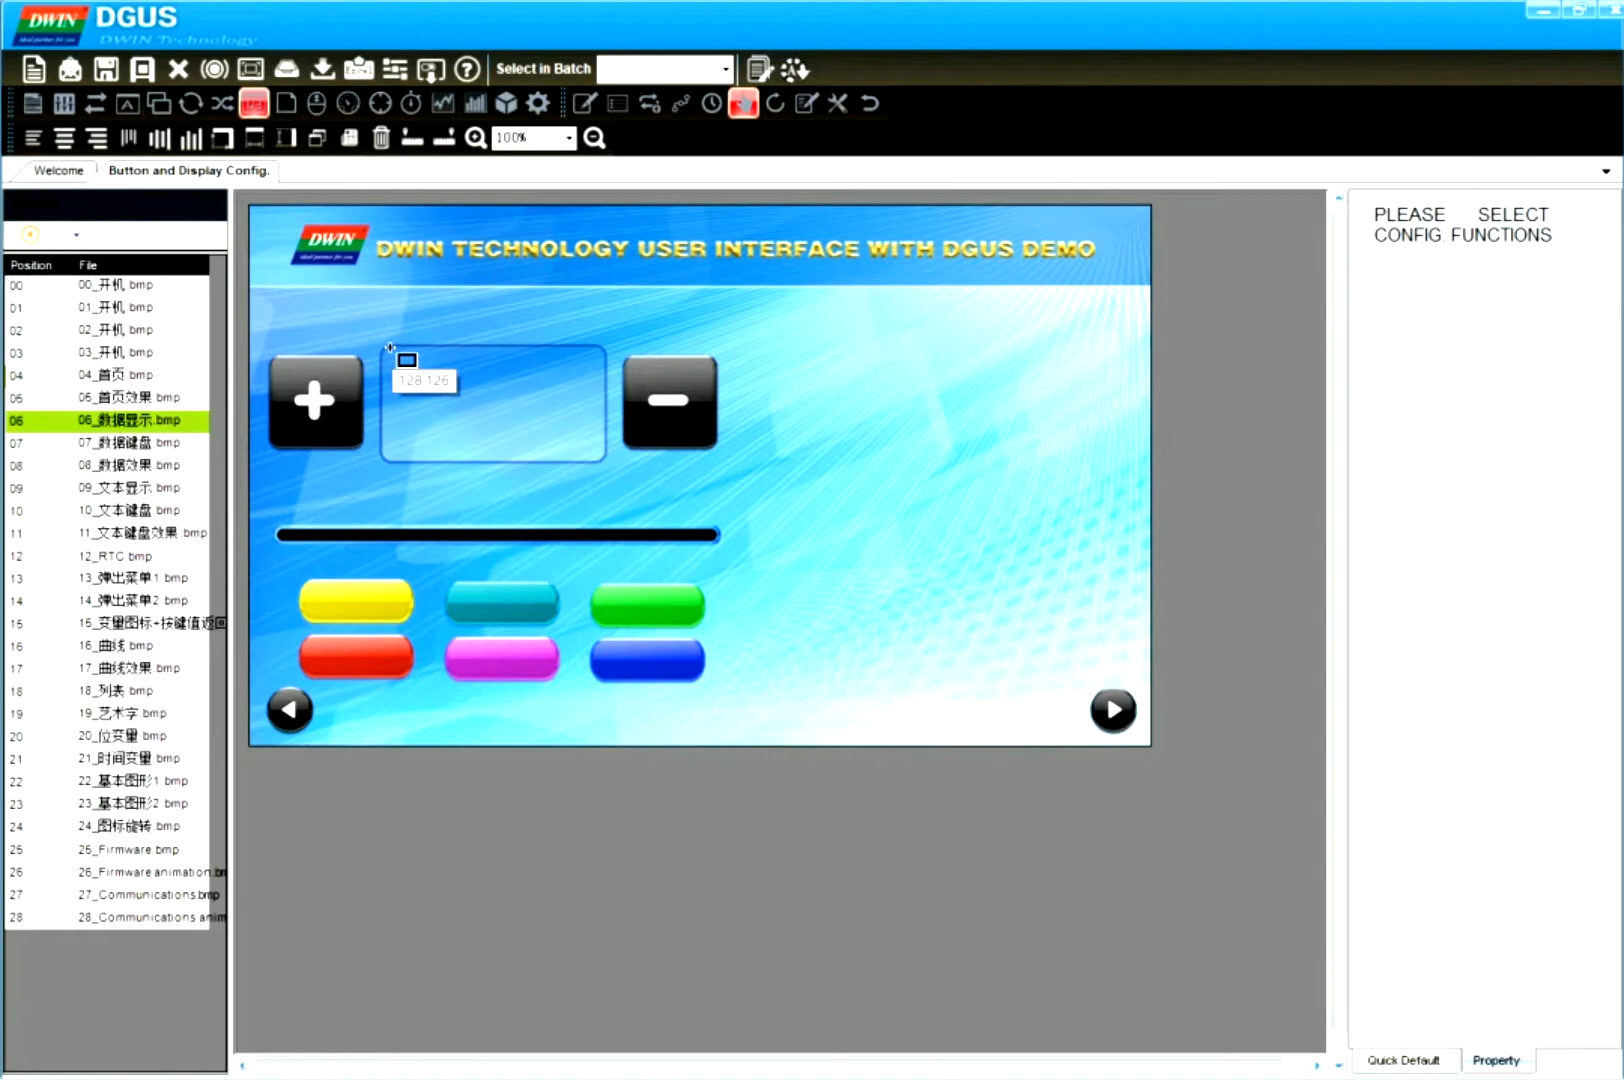 DWIN DGUS
ideal partner for you
DWIN Technology
Excel
Select in Batch
100%
Welcome
Button and Display Config.
Position File
00 00_开机.bmp
01 01_开机.bmp
02 02_开机.bmp
03 03_开机.bmp
04 04_首页.bmp
05 05_首页效果.bmp
06 06_数据显示.bmp
07 07_数据键盘.bmp
08 08_数据效果.bmp
09 09_文本显示.bmp
10 10_文本键盘.bmp
11 11_文本键盘效果.bmp
12 12_RTC.bmp
13 13_弹出菜单1.bmp
14 14_弹出菜单2.bmp
15 15_变量图标+按键值返回
16 16_曲线.bmp
17 17_曲线效果.bmp
18 18_列表.bmp
19 19_艺术字.bmp
20 20_位变量.bmp
21 21_时间变量.bmp
22 22_基本图形1.bmp
23 23_基本图形2.bmp
24 24_图标旋转.bmp
25 25_Firmware.bmp
26 26_Firmware animation.bm
27 27_Communications.bmp
28 28_Communications anim
DWIN
ideal partner for you
DWIN TECHNOLOGY USER INTERFACE WITH DGUS DEMO
128 126
PLEASE SELECT
CONFIG. FUNCTIONS
Quick Default
Property